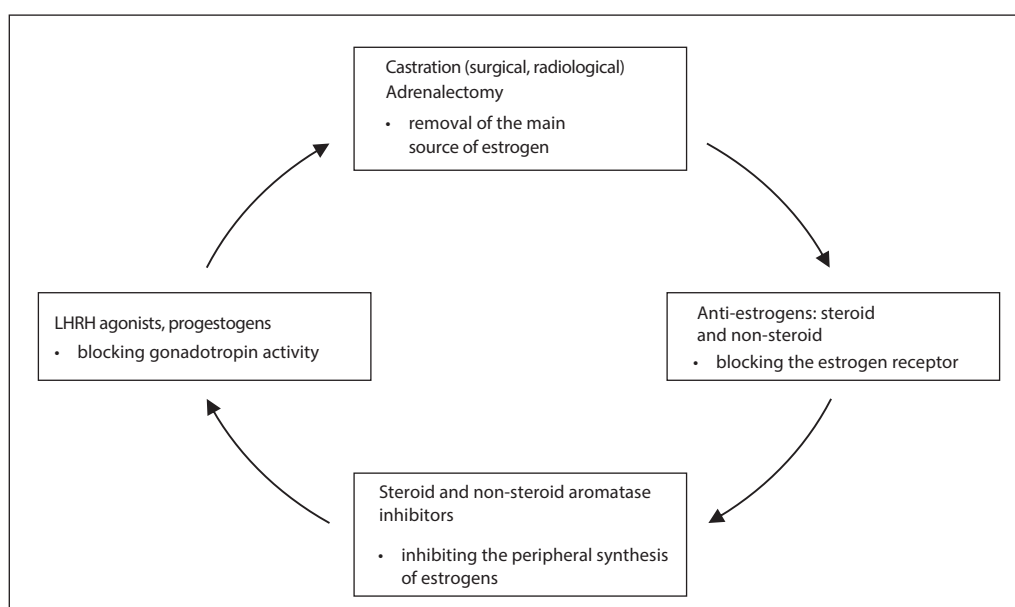 Castration (surgical, radiological)
Adrenalectomy
• removal of the main
source of estrogen
Anti-estrogens: steroid
and non-steroid
• blocking the estrogen receptor
Steroid and non-steroid aromatase
inhibitors
• inhibiting the peripheral synthesis
of estrogens
LHRH agonists, progestogens
• blocking gonadotropin activity